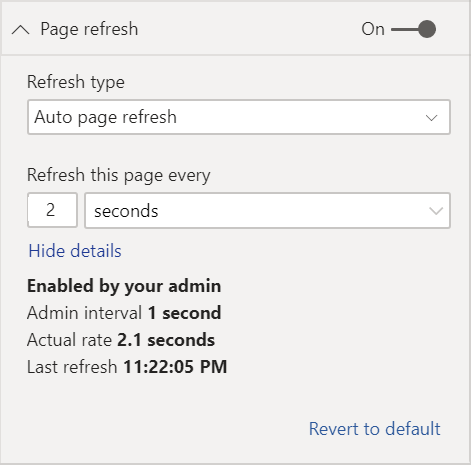 Page refresh On
Refresh type
Auto page refresh
Refresh this page every
2 seconds
Hide details
Enabled by your admin
Admin interval 1 second
Actual rate 2.1 seconds
Last refresh 11:22:05 PM
Revert to default